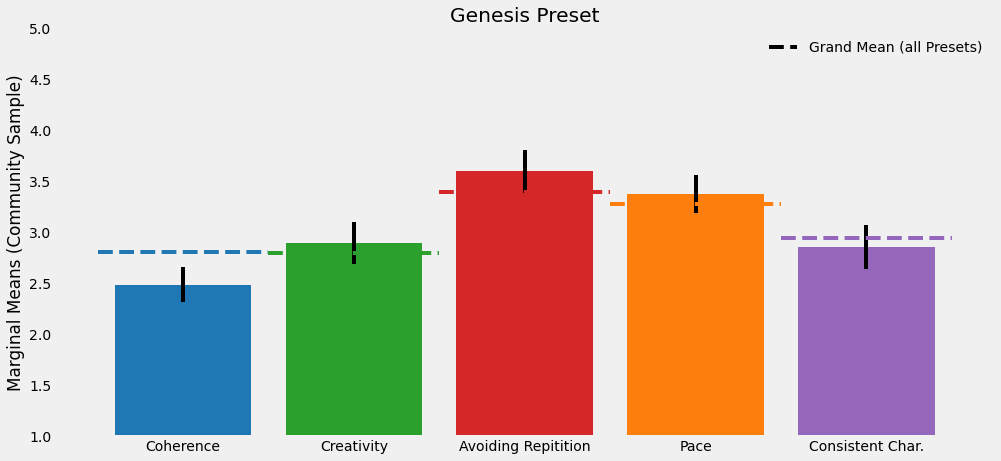 Genesis Preset
Grand Mean (all Presets)
Marginal Means (Community Sample)
5.0
4.5
4.0
3.5
3.0
2.5
2.0
1.5
1.0
Coherence
Creativity
Avoiding Repitition
Pace
Consistent Char.